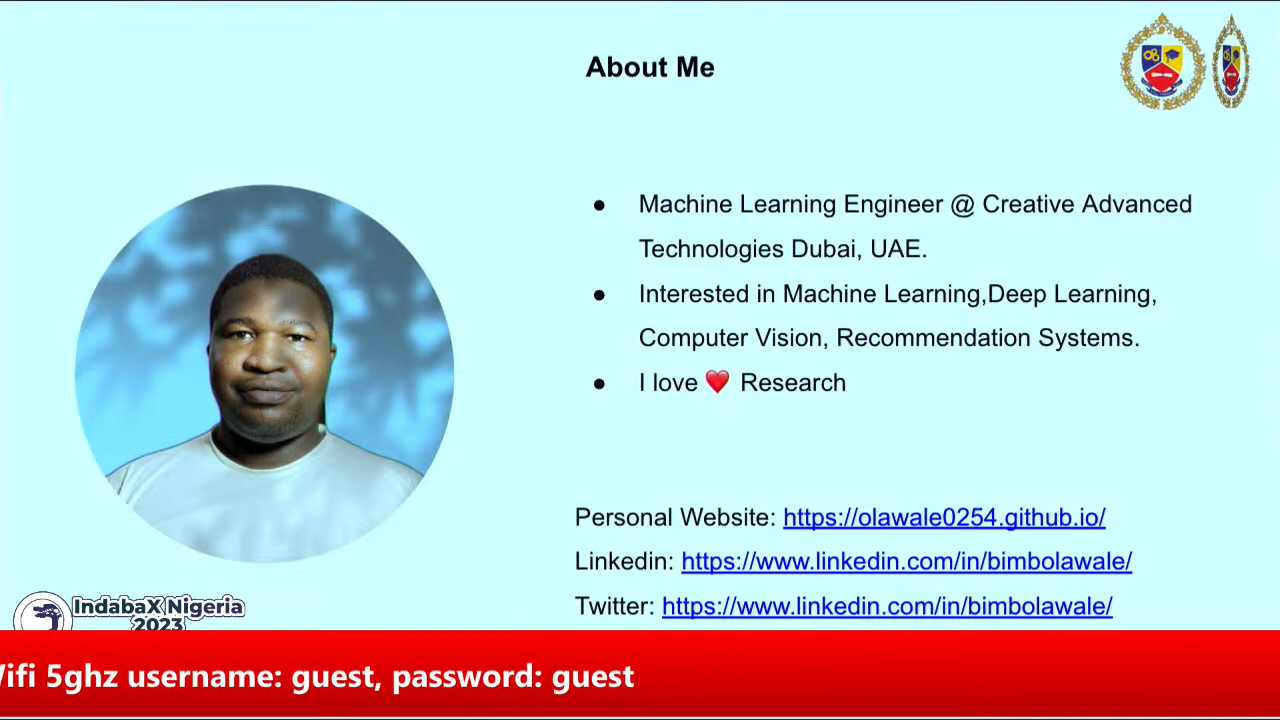 About Me
● Machine Learning Engineer @ Creative Advanced
Technologies Dubai, UAE.
● Interested in Machine Learning,Deep Learning,
Computer Vision, Recommendation Systems.
● I love ❤️ Research
Personal Website: https://olawale0254.github.io/
Linkedin: https://www.linkedin.com/in/bimbolawale/
Twitter: https://www.linkedin.com/in/bimbolawale/
IndabaX Nigeria
2023
Wifi 5ghz username: guest, password: guest